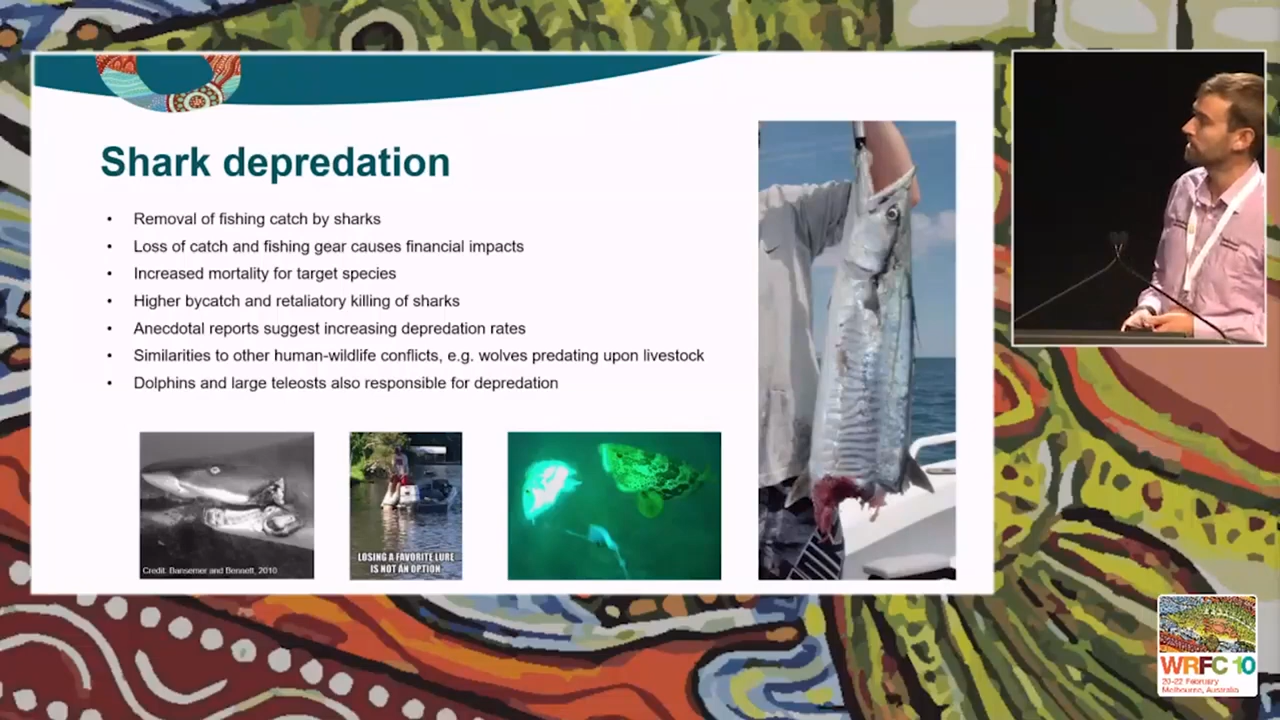 Shark depredation
• Removal of fishing catch by sharks
• Loss of catch and fishing gear causes financial impacts
• Increased mortality for target species
• Higher bycatch and retaliatory killing of sharks
• Anecdotal reports suggest increasing depredation rates
• Similarities to other human-wildlife conflicts, e.g. wolves predating upon livestock
• Dolphins and large teleosts also responsible for depredation
Credit: Bansemer and Bennett, 2010
LOSING A FAVORITE LURE
IS NOT AN OPTION
WRFC 10
20-22 February
Melbourne, Australia